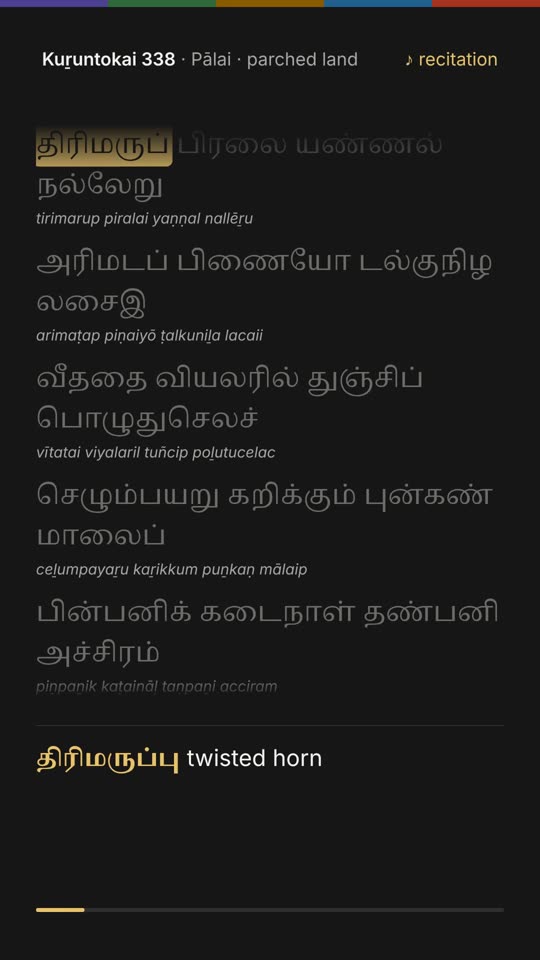 Kuṟuntokai 338 · Pālai · parched land ♪ recitation
திரிமருப் பிரலை யண்ணல்
நல்லேறு
tirimarup piralai yaṇṇal nallēṟu
அரிமடப் பிணையோ டல்குநிழ
லசைஇ
arimaṭap piṇaiyō ṭalkuniḻa lacaii
வீததை வியலரில் துஞ்சிப்
பொழுதுசெலச்
vītatai viyalaril tuñcip poḻutucelac
செழும்பயறு கறிக்கும் புன்கண்
மாலைப்
ceḻumpayaṟu kaṟikkum puṉkaṇ mālaip
பின்பனிக் கடைநாள் தண்பனி
அச்சிரம்
piṉpaṉik kaṭaināḷ taṇpaṉi acciram
திரிமருப்பு twisted horn